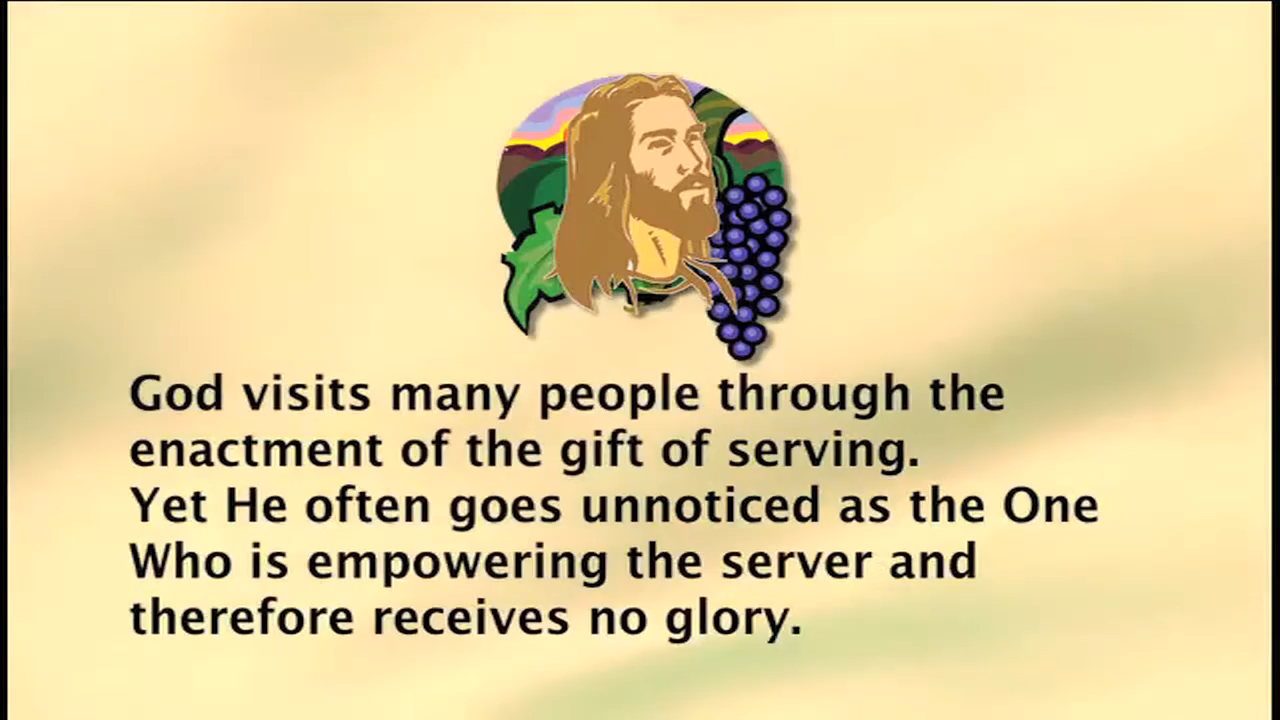 God visits many people through the
enactment of the gift of serving.
Yet He often goes unnoticed as the One
Who is empowering the server and
therefore receives no glory.